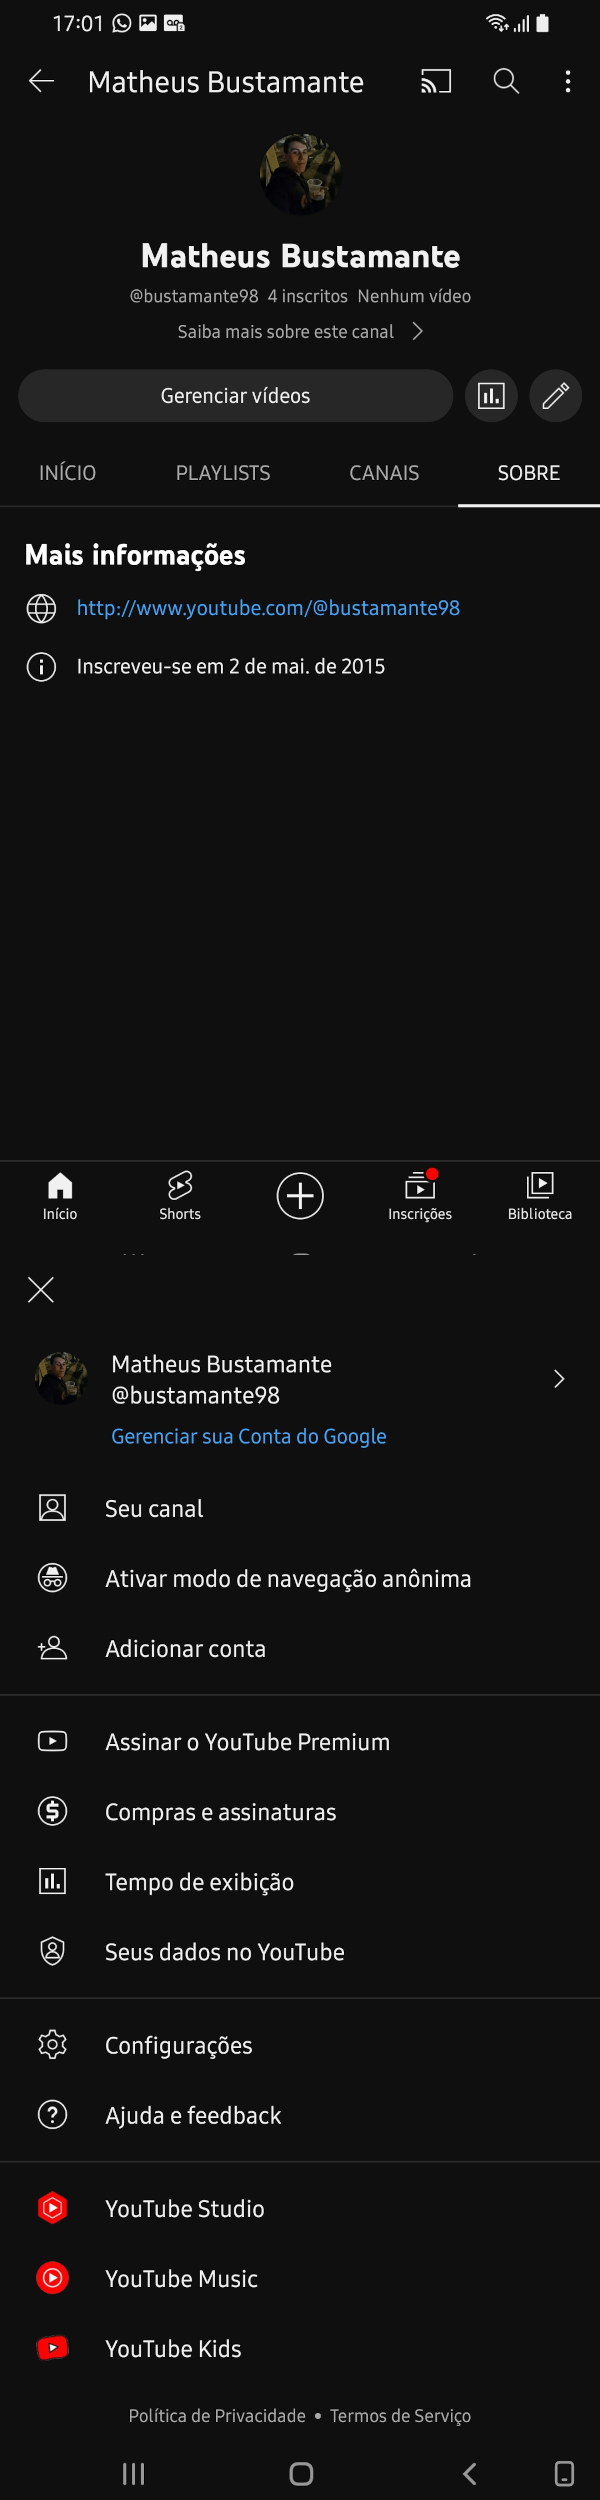 17:01
Matheus Bustamante
Matheus Bustamante
@bustamante98 4 inscritos Nenhum vídeo
Saiba mais sobre este canal
Gerenciar vídeos
INÍCIO PLAYLISTS CANAIS SOBRE
Mais informações
http://www.youtube.com/@bustamante98
Inscreveu-se em 2 de mai. de 2015
Início Shorts Inscrições Biblioteca
Matheus Bustamante
@bustamante98
Gerenciar sua Conta do Google
Seu canal
Ativar modo de navegação anônima
Adicionar conta
Assinar o YouTube Premium
Compras e assinaturas
Tempo de exibição
Seus dados no YouTube
Configurações
Ajuda e feedback
YouTube Studio
YouTube Music
YouTube Kids
Política de Privacidade • Termos de Serviço